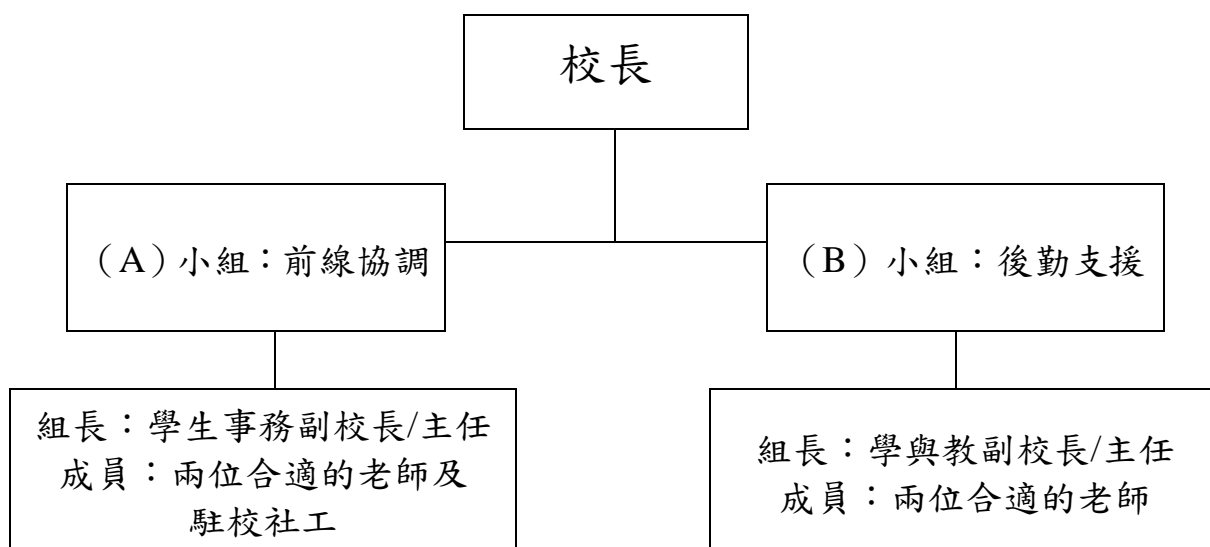 校長
（A）小組：前線協調
（B）小組：後勤支援
組長：學生事務副校長/主任
成員：兩位合適的老師及
駐校社工
組長：學與教副校長/主任
成員：兩位合適的老師